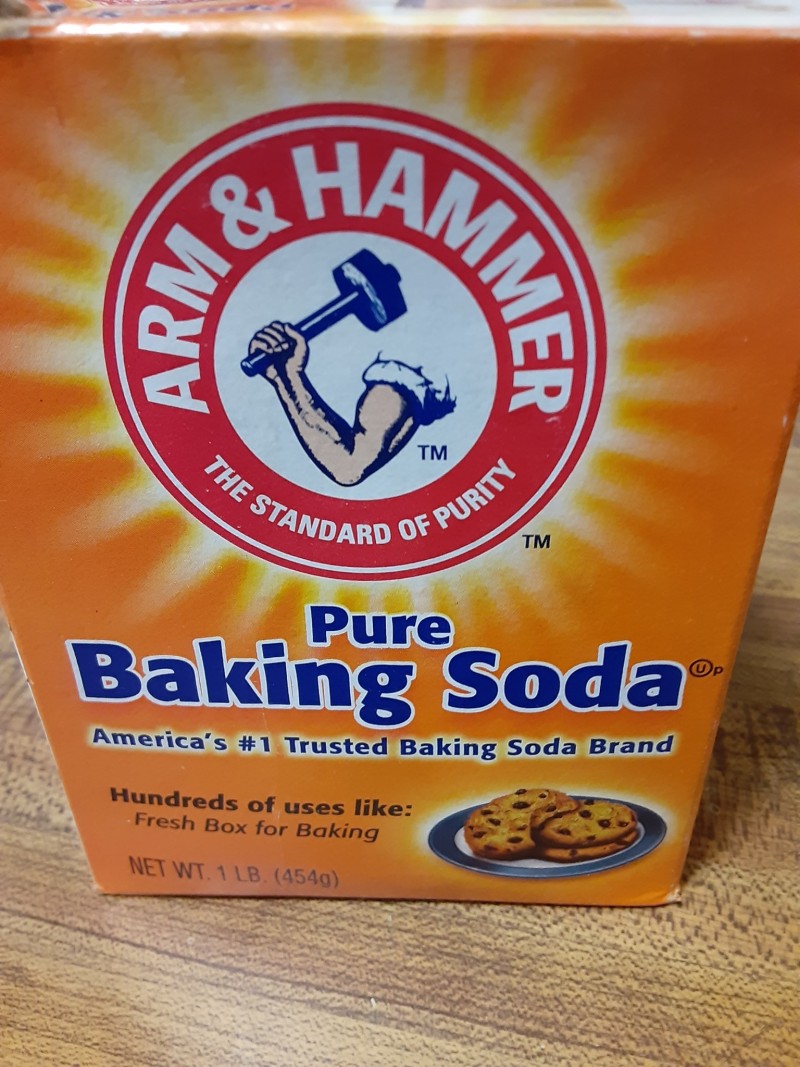 ARM & HAMMER
TM
THE STANDARD OF PURITY
TM
Pure
Baking Soda ⓊP
America's #1 Trusted Baking Soda Brand
Hundreds of uses like:
Fresh Box for Baking
NET WT. 1 LB. (454g)